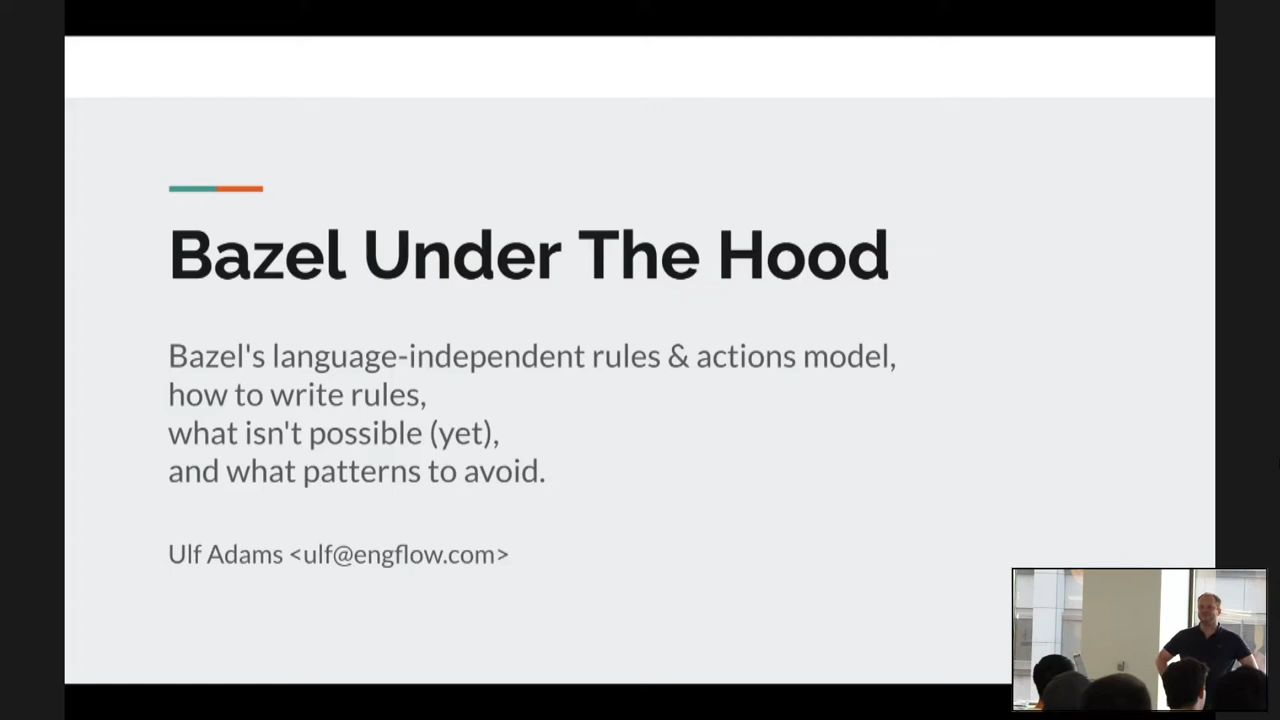 Bazel Under The Hood
Bazel's language-independent rules & actions model,
how to write rules,
what isn't possible (yet),
and what patterns to avoid.
Ulf Adams <ulf@engflow.com>